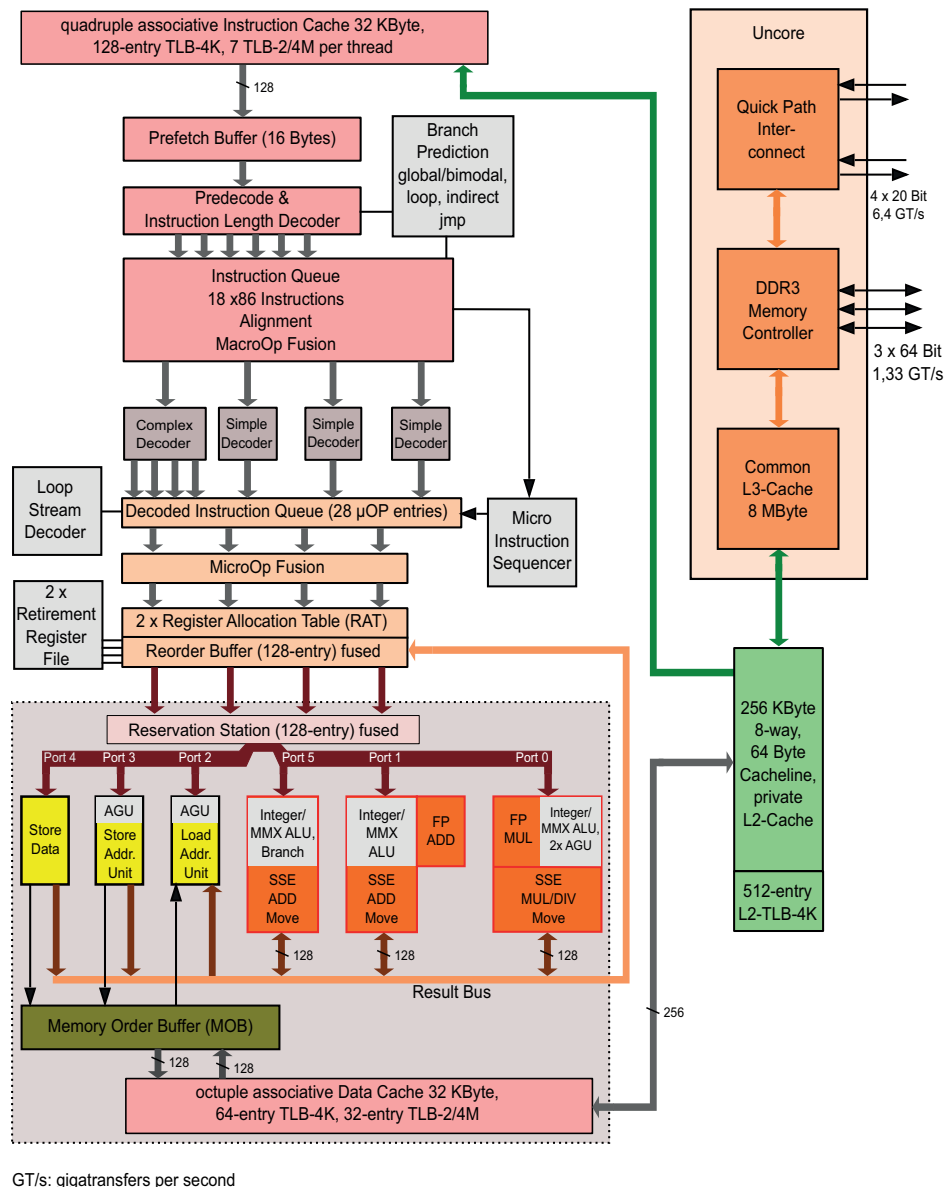 quadruple associative Instruction Cache 32 KByte,
128-entry TLB-4K, 7 TLB-2/4M per thread
128
Prefetch Buffer (16 Bytes)
Predecode &
Instruction Length Decoder
Branch
Prediction
global/bimodal,
loop, indirect
jmp
Instruction Queue
18 x86 Instructions
Alignment
MacroOp Fusion
Complex
Decoder
Simple
Decoder
Simple
Decoder
Simple
Decoder
Loop
Stream
Decoder
Decoded Instruction Queue (28 µOP entries)
Micro
Instruction
Sequencer
MicroOp Fusion
2 x
Retirement
Register
File
2 x Register Allocation Table (RAT)
Reorder Buffer (128-entry) fused
Reservation Station (128-entry) fused
Port 4
Port 3
Port 2
Port 5
Port 1
Port 0
Store
Data
AGU
Store
Addr.
Unit
AGU
Load
Addr.
Unit
Integer/
MMX ALU,
Branch
SSE
ADD
Move
Integer/
MMX
ALU
FP
ADD
SSE
ADD
Move
FP
MUL
Integer/
MMX ALU,
2x AGU
SSE
MUL/DIV
Move
128
128
128
Result Bus
Memory Order Buffer (MOB)
128
128
octuple associative Data Cache 32 KByte,
64-entry TLB-4K, 32-entry TLB-2/4M
256
Uncore
Quick Path
Inter-
connect
4 x 20 Bit
6,4 GT/s
DDR3
Memory
Controller
3 x 64 Bit
1,33 GT/s
Common
L3-Cache
8 MByte
256 KByte
8-way,
64 Byte
Cacheline,
private
L2-Cache
512-entry
L2-TLB-4K
GT/s: gigatransfers per second